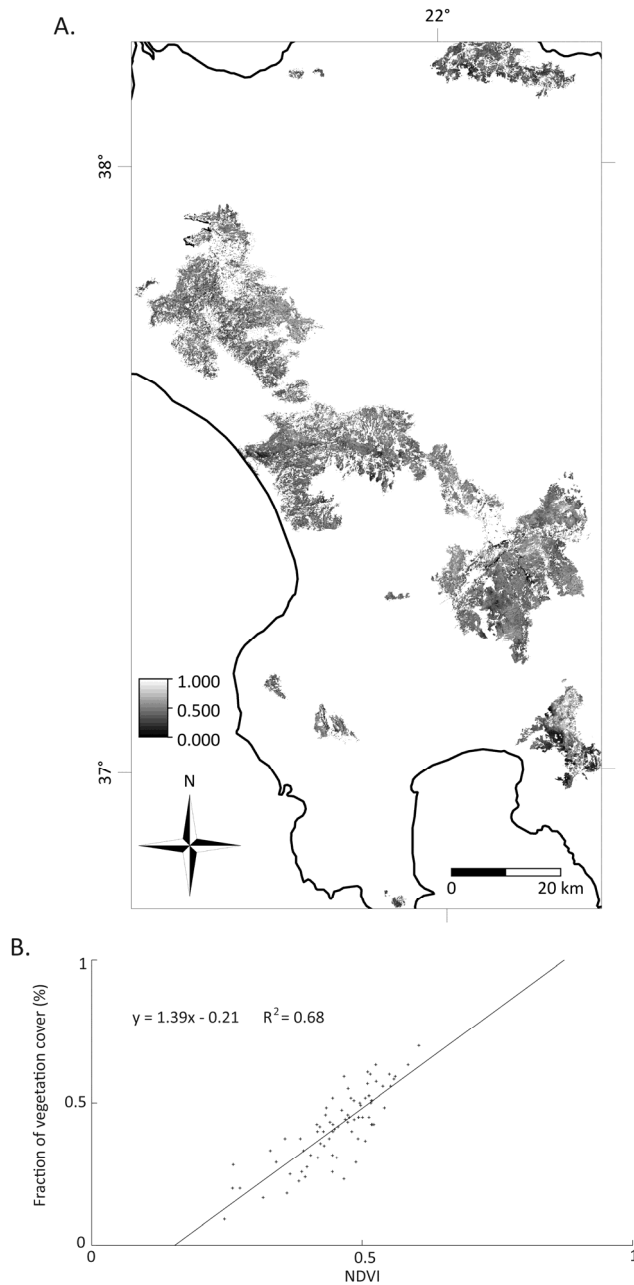 A.
22°
38°
1.000
0.500
0.000
37°
N
0 20 km
B.
1
y = 1.39x - 0.21 R² = 0.68
Fraction of vegetation cover (%)
0.5
0
0 0.5 1
NDVI